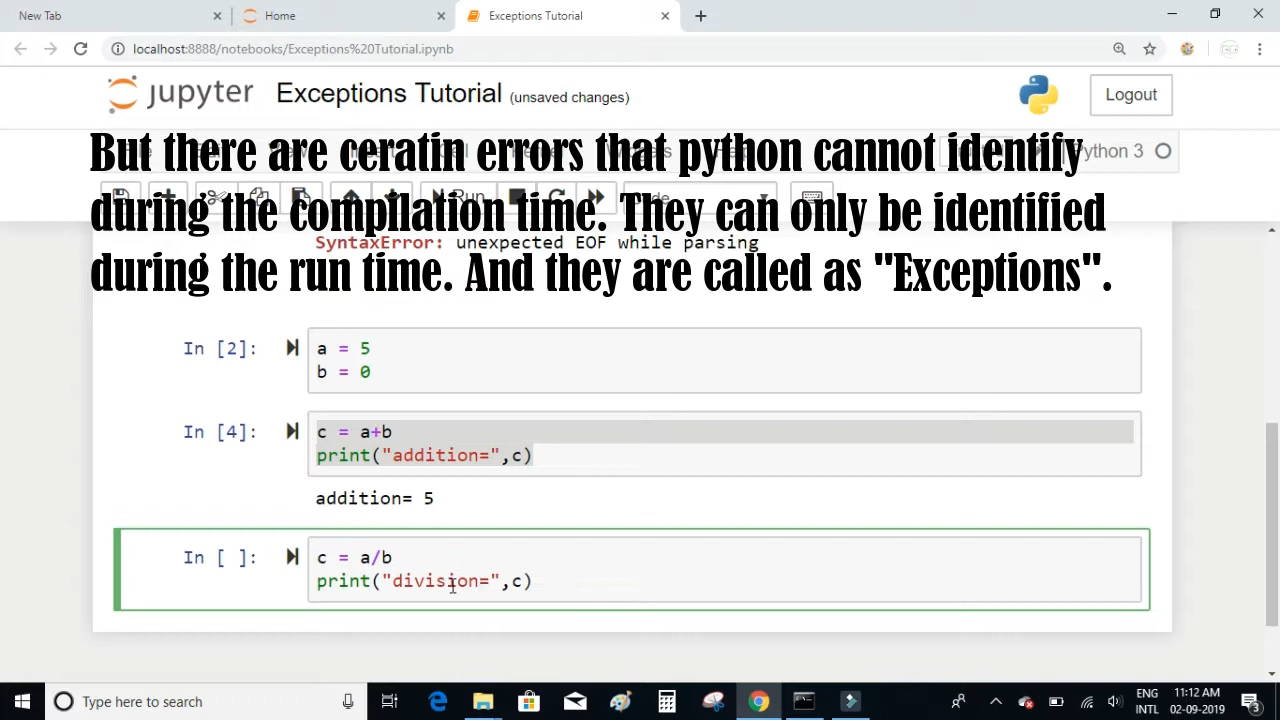 New Tab
Home
Exceptions Tutorial
localhost:8888/notebooks/Exceptions%20Tutorial.ipynb
jupyter
Exceptions Tutorial (unsaved changes)
Logout
But there are ceratin errors that python cannot identify
Python 3
Run
during the compilation time. They can only be identified
SyntaxError: unexpected EOF while parsing
during the run time. And they are called as "Exceptions".
In [2]:
a = 5
b = 0
In [4]:
c = a+b
print("addition=",c)
addition= 5
In [ ]:
c = a/b
print("division=",c)
Type here to search
ENG
INTL
11:12 AM
02-09-2019
3